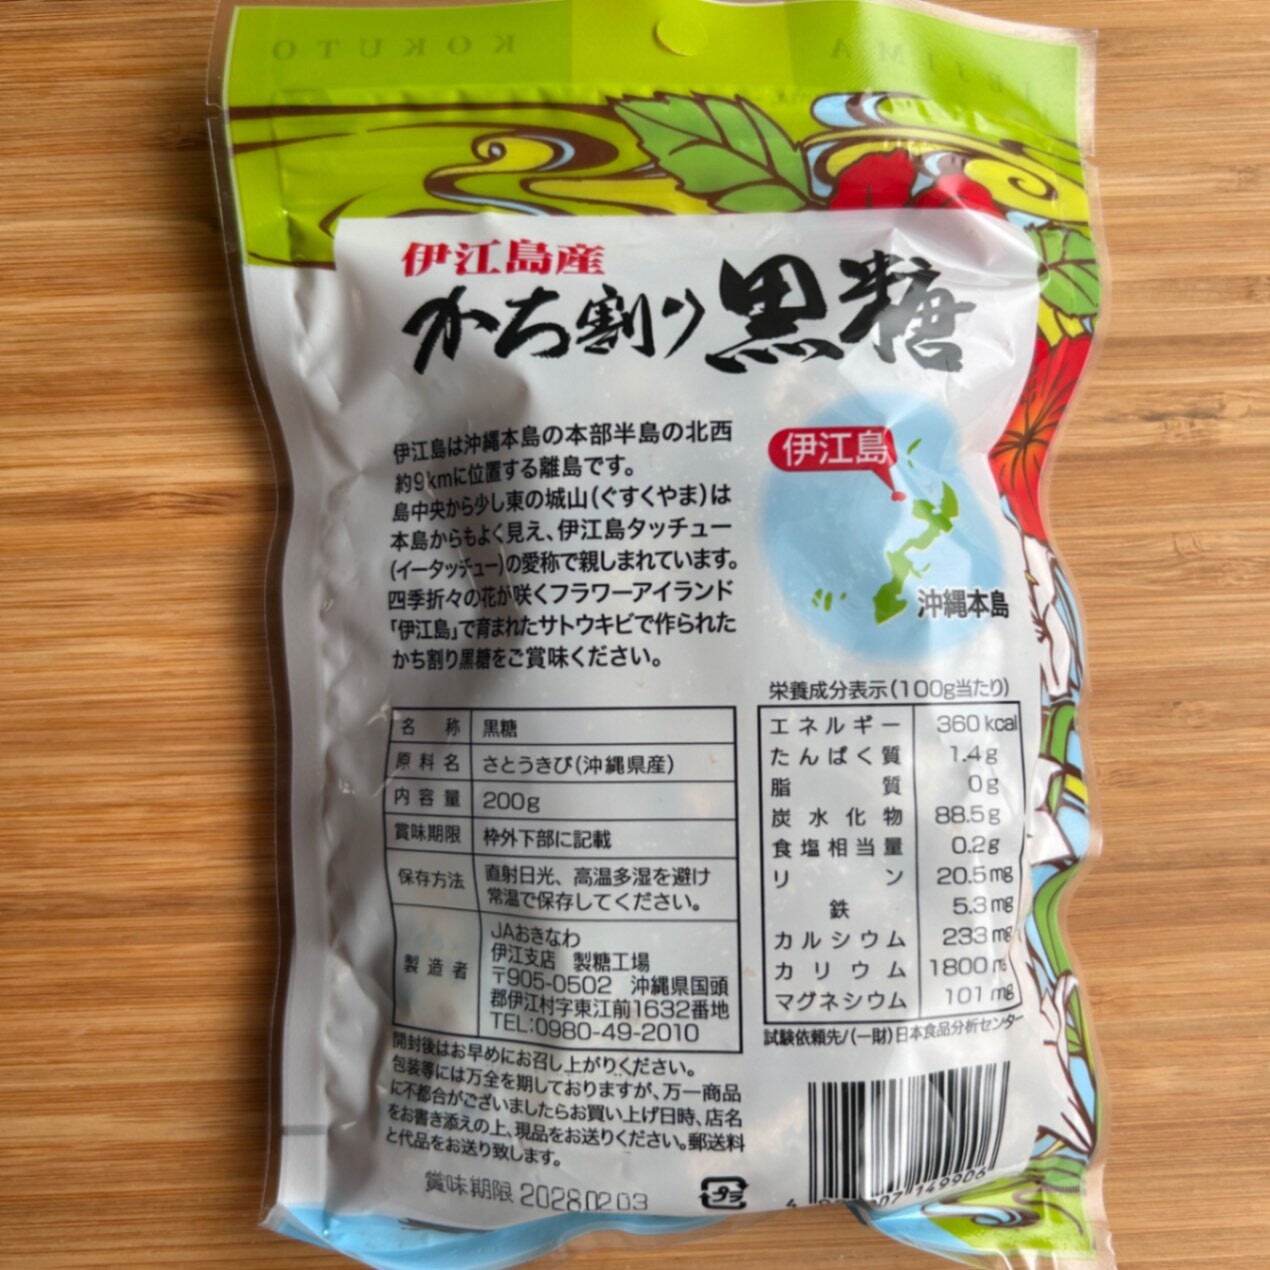 KOKUTO
IEJIMA
伊江島産
かち割り黒糖
伊江島は沖縄本島の本部半島の北西
約9kmに位置する離島です。
島中央から少し東の城山(ぐすくやま)は
本島からもよく見え、伊江島タッチュー
(イータッチュー)の愛称で親しまれています。
四季折々の花が咲くフラワーアイランド
「伊江島」で育まれたサトウキビで作られた
かち割り黒糖をご賞味ください。
伊江島
沖縄本島
名称 黒糖
原料名 さとうきび(沖縄県産)
内容量 200g
賞味期限 枠外下部に記載
保存方法 直射日光、高温多湿を避け
常温で保存してください。
製造者 JAおきなわ
伊江支店 製糖工場
〒905-0502 沖縄県国頭
郡伊江村字東江前1632番地
TEL:0980-49-2010
栄養成分表示(100g当たり)
エネルギー 360kcal
たんぱく質 1.4g
脂質 0g
炭水化物 88.5g
食塩相当量 0.2g
リン 20.5mg
鉄 5.3mg
カルシウム 233mg
カリウム 1800mg
マグネシウム 101mg
試験依頼先/(一財)日本食品分析センター
開封後はお早めにお召し上がりください。
包装等には万全を期しておりますが、万一商品
に不都合がございましたらお買い上げ日時、店名
をお書き添えの上、現品をお送りください。郵送料
と代品をお送り致します。
賞味期限 2028.02.03
プラ
149906